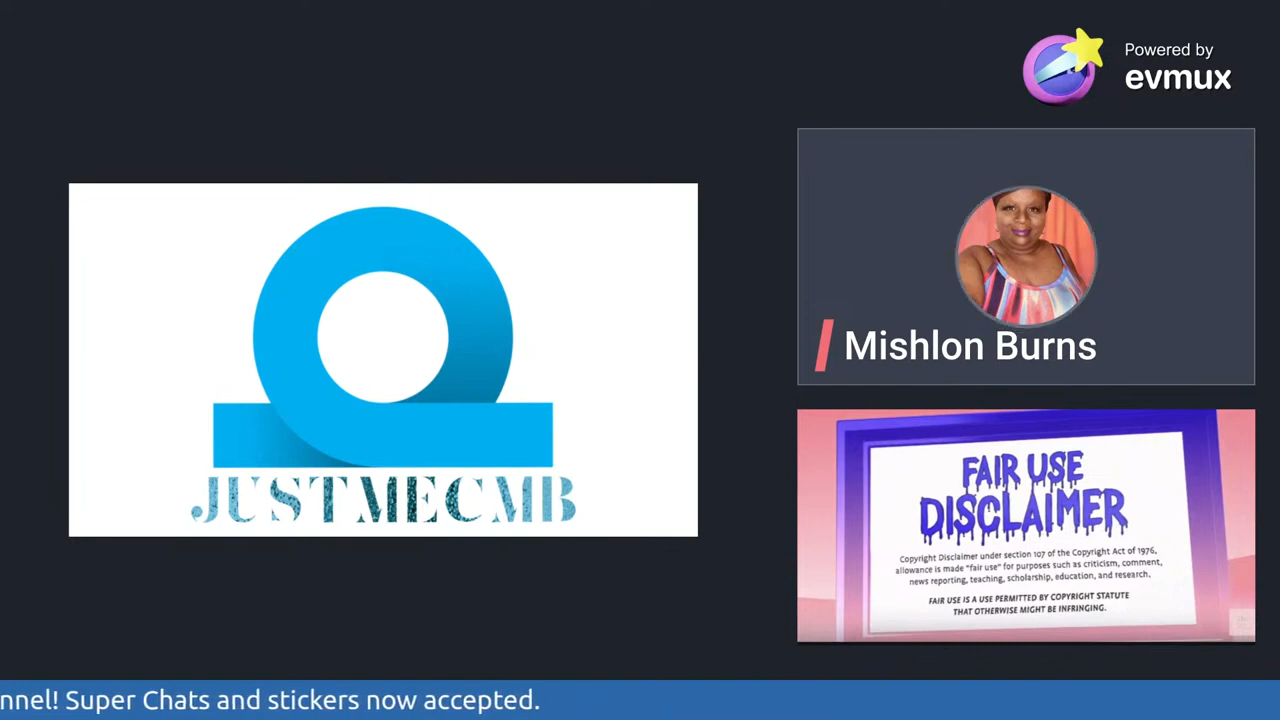 Powered by
evmux
JUSTMECMB
Mishlon Burns
FAIR USE
DISCLAIMER
Copyright Disclaimer under section 107 of the Copyright Act of 1976,
allowance is made "fair use" for purposes such as criticism, comment,
news reporting, teaching, scholarship, education, and research.
FAIR USE IS A USE PERMITTED BY COPYRIGHT STATUTE
THAT OTHERWISE MIGHT BE INFRINGING.
nnel! Super Chats and stickers now accepted.